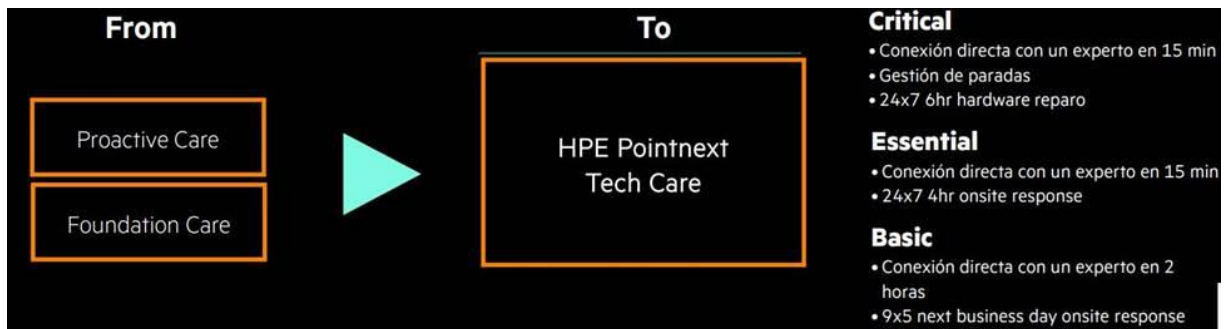 From
Proactive Care
Foundation Care
To
HPE Pointnext
Tech Care
Critical
• Conexión directa con un experto en 15 min
• Gestión de paradas
• 24x7 6hr hardware reparo
Essential
• Conexión directa con un experto en 15 min
• 24x7 4hr onsite response
Basic
• Conexión directa con un experto en 2
horas
• 9x5 next business day onsite response